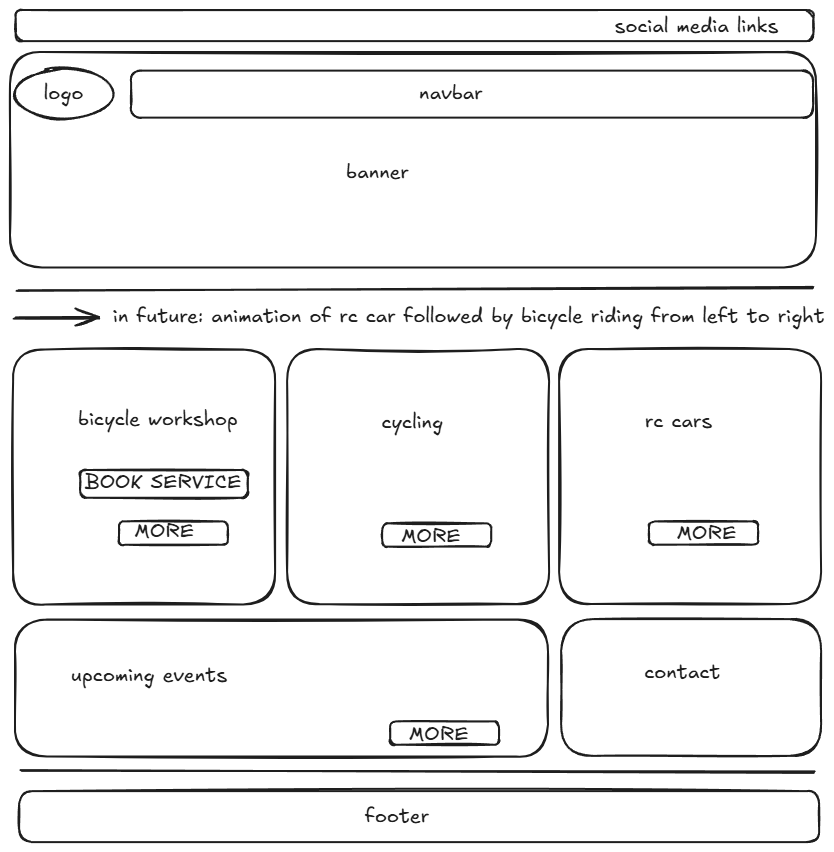 social media links
logo
navbar
banner
in future: animation of rc car followed by bicycle riding from left to right
bicycle workshop
BOOK SERVICE
MORE
cycling
MORE
rc cars
MORE
upcoming events
MORE
contact
footer